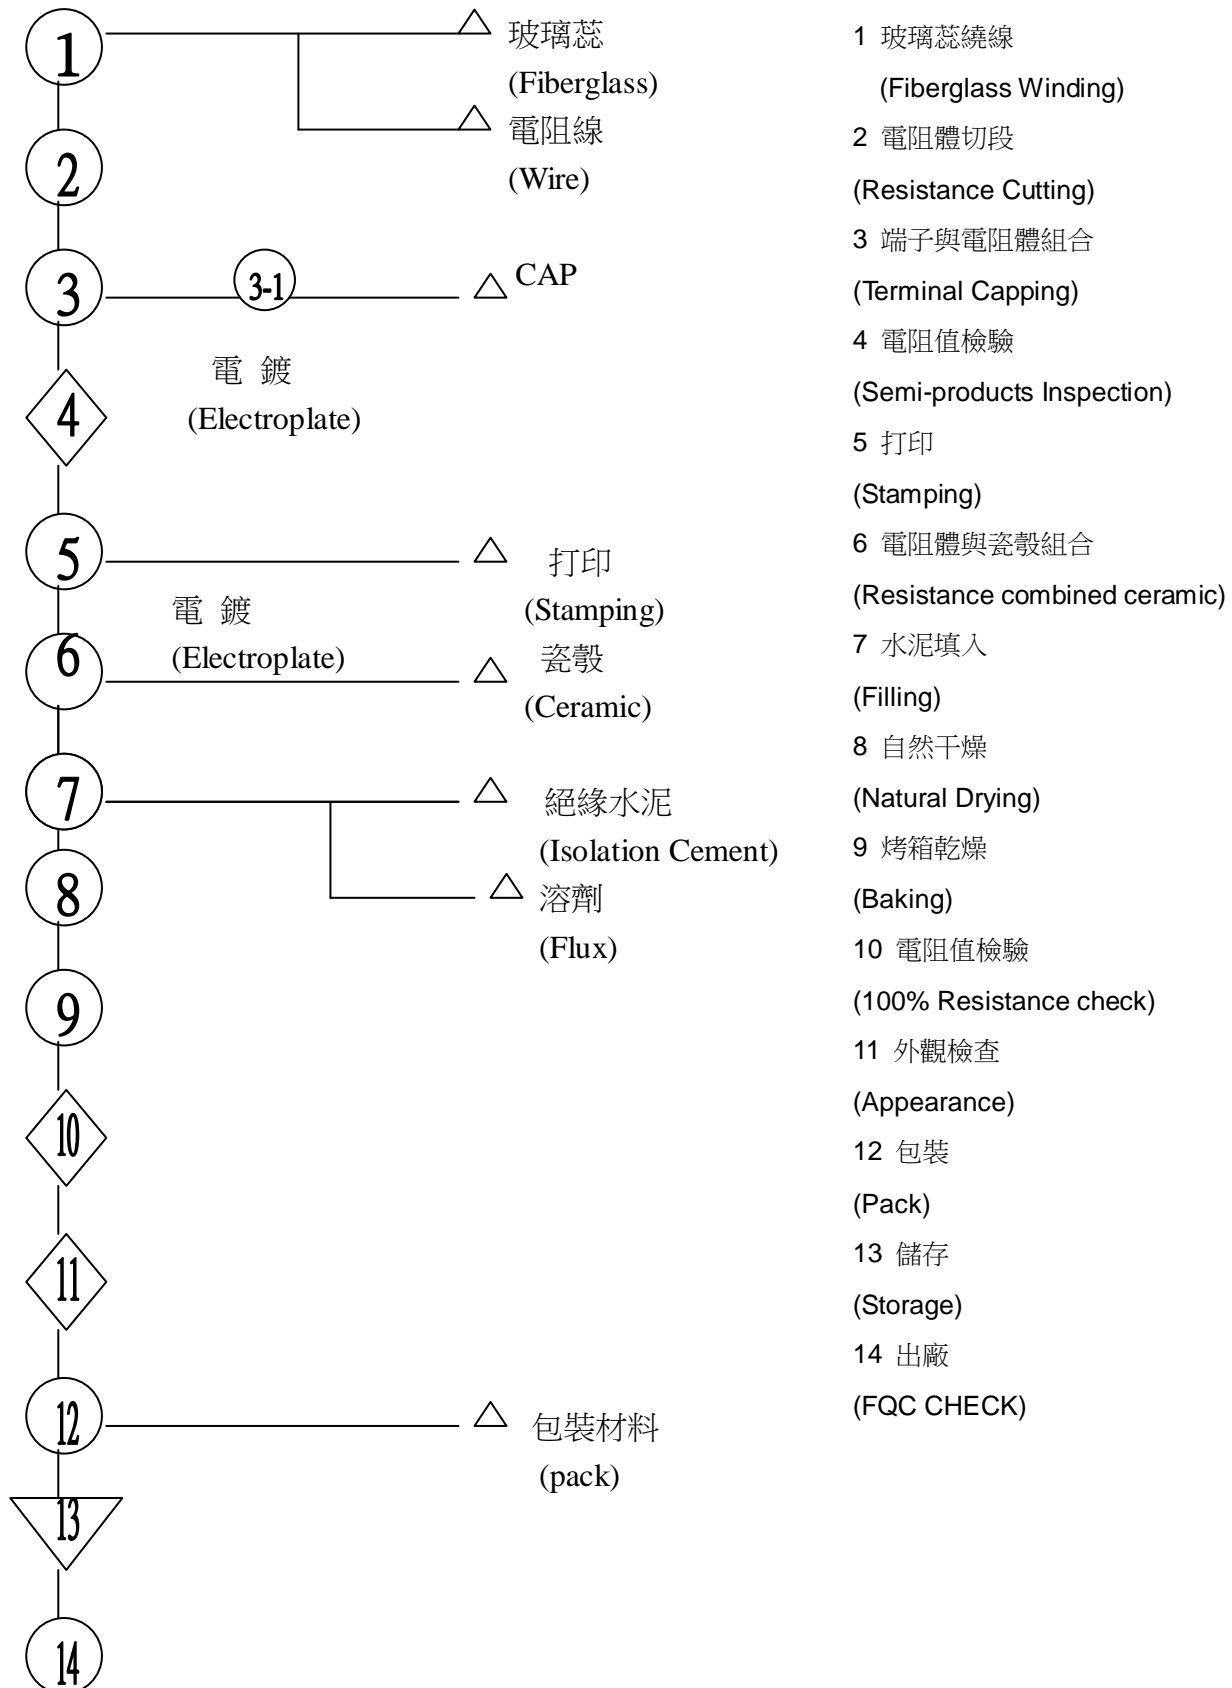 1
玻璃蕊
(Fiberglass)
電阻線
(Wire)
2
3
3-1
CAP
電 鍍
(Electroplate)
4
5
打印
(Stamping)
電 鍍
(Electroplate)
6
瓷彀
(Ceramic)
7
絕緣水泥
(Isolation Cement)
8
溶劑
(Flux)
9
10
11
12
包裝材料
(pack)
13
14
1 玻璃蕊繞線
(Fiberglass Winding)
2 電阻體切段
(Resistance Cutting)
3 端子與電阻體組合
(Terminal Capping)
4 電阻值檢驗
(Semi-products Inspection)
5 打印
(Stamping)
6 電阻體與瓷彀組合
(Resistance combined ceramic)
7 水泥填入
(Filling)
8 自然干燥
(Natural Drying)
9 烤箱乾燥
(Baking)
10 電阻值檢驗
(100% Resistance check)
11 外觀檢查
(Appearance)
12 包裝
(Pack)
13 儲存
(Storage)
14 出廠
(FQC CHECK)